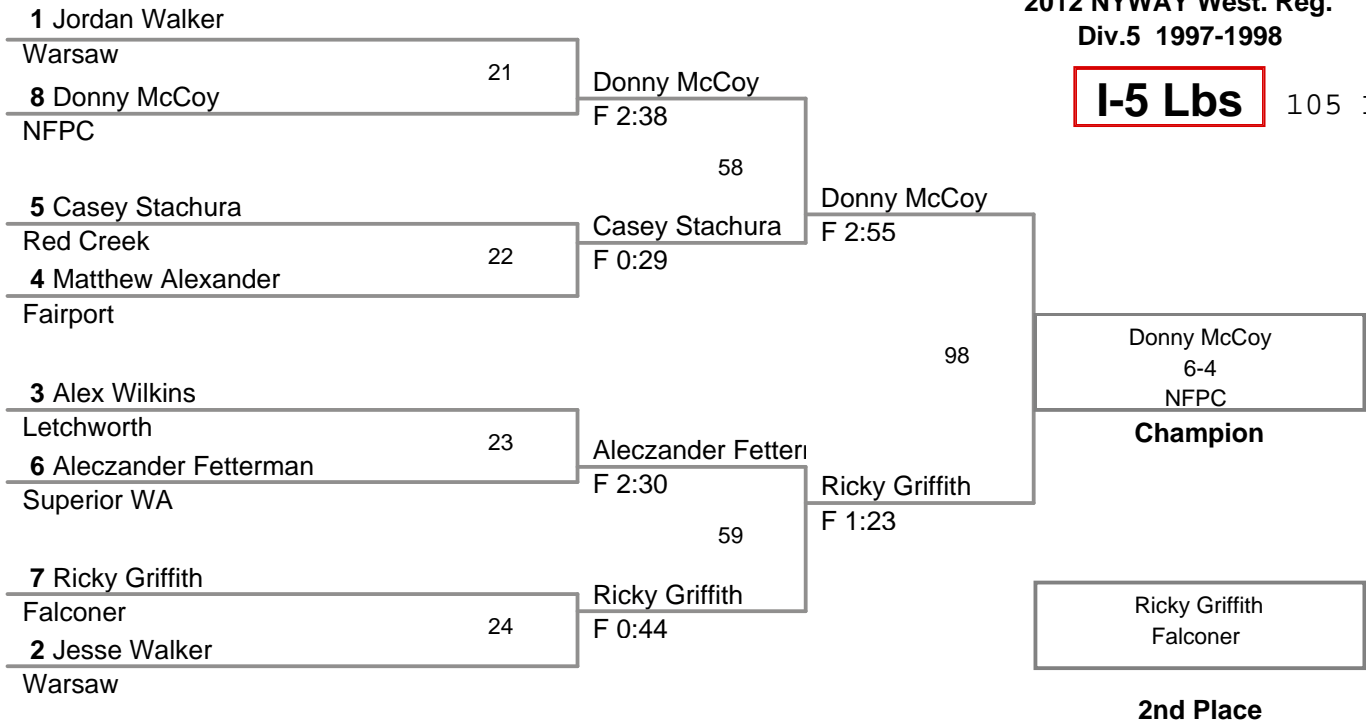 2012 NYWAY West. Reg.
Div.5 1997-1998
I-5 Lbs 105
1 Jordan Walker
Warsaw
21
8 Donny McCoy
NFPC
Donny McCoy
F 2:38
58
5 Casey Stachura
Red Creek
22
4 Matthew Alexander
Fairport
Casey Stachura
F 0:29
Donny McCoy
F 2:55
98
3 Alex Wilkins
Letchworth
23
6 Aleczander Fetterman
Superior WA
Aleczander Fetter
F 2:30
59
7 Ricky Griffith
Falconer
24
2 Jesse Walker
Warsaw
Ricky Griffith
F 0:44
Ricky Griffith
F 1:23
Donny McCoy
6-4
NFPC
Champion
Ricky Griffith
Falconer
2nd Place